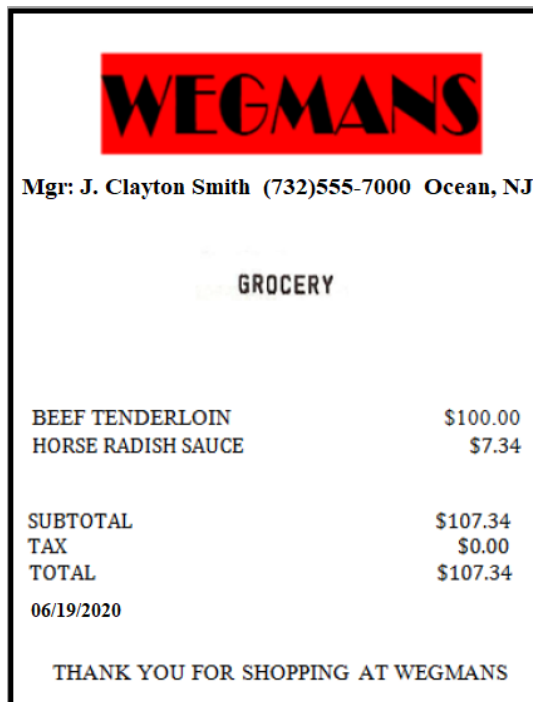 WEGMANS
Mgr: J. Clayton Smith (732)555-7000 Ocean, NJ
GROCERY
BEEF TENDERLOIN $100.00
HORSE RADISH SAUCE $7.34
SUBTOTAL $107.34
TAX $0.00
TOTAL $107.34
06/19/2020
THANK YOU FOR SHOPPING AT WEGMANS